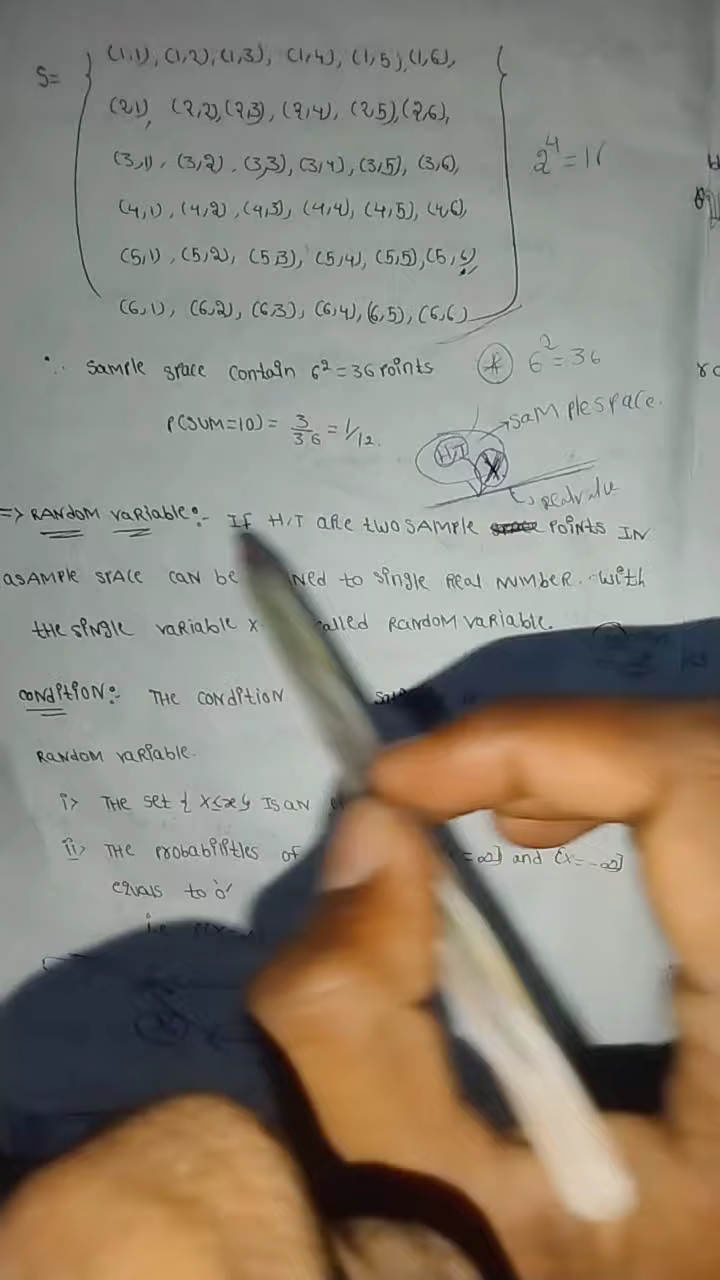 S= { (1,1), (1,2), (1,3), (1,4), (1,5), (1,6),
(2,1), (2,2), (2,3), (2,4), (2,5), (2,6),
(3,1), (3,2), (3,3), (3,4), (3,5), (3,6),
2⁴ = 16
(4,1), (4,2), (4,3), (4,4), (4,5), (4,6),
(5,1), (5,2), (5,3), (5,4), (5,5), (5,6),
(6,1), (6,2), (6,3), (6,4), (6,5), (6,6) }
∴ Sample space contain 6² = 36 Points
* 6² = 36
P(SUM=10) = 3/36 = 1/12.
sample space.
H,T X
real value
=> RANDOM VARIABLE:- IF H,T ARE TWO SAMPLE POINTS IN
A SAMPLE SPACE CAN BE TO SINGLE REAL NUMBER. WITH
THE SINGLE VARIABLE X called RANDOM VARIABLE.
CONDITION:- THE CONDITION
RANDOM VARIABLE.
i> THE SET { X≤x} IS AN
ii> THE PROBABILITIES OF =∞} and {X=-∞}
equals to '0'
i.e